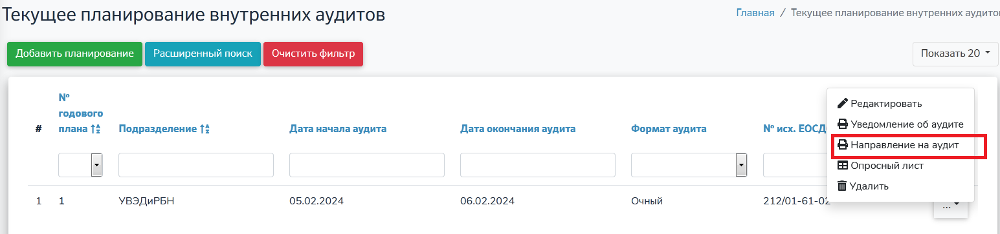 Текущее планирование внутренних аудитов
Главная / Текущее планирование внутренних аудитов
Добавить планирование Расширенный поиск Очистить фильтр
Показать 20
# № годового плана Подразделение Дата начала аудита Дата окончания аудита Формат аудита № исх. ЕОСД
1 1 УВЭДиРБН 05.02.2024 06.02.2024 Очный 212/01-61-02 ...
Редактировать
Уведомление об аудите
Направление на аудит
Опросный лист
Удалить